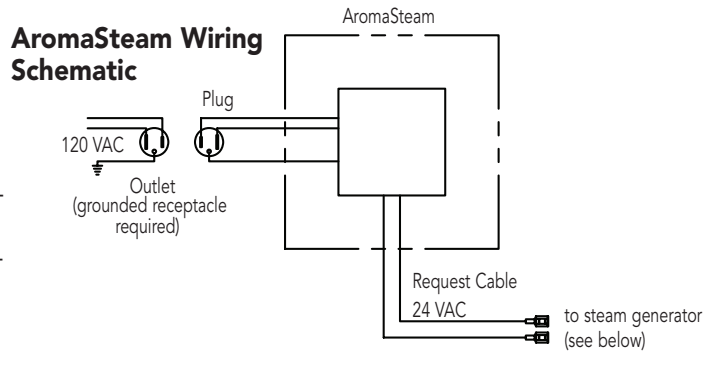 AromaSteam Wiring
Schematic
AromaSteam
Plug
120 VAC
Outlet
(grounded receptacle
required)
Request Cable
24 VAC
to steam generator
(see below)